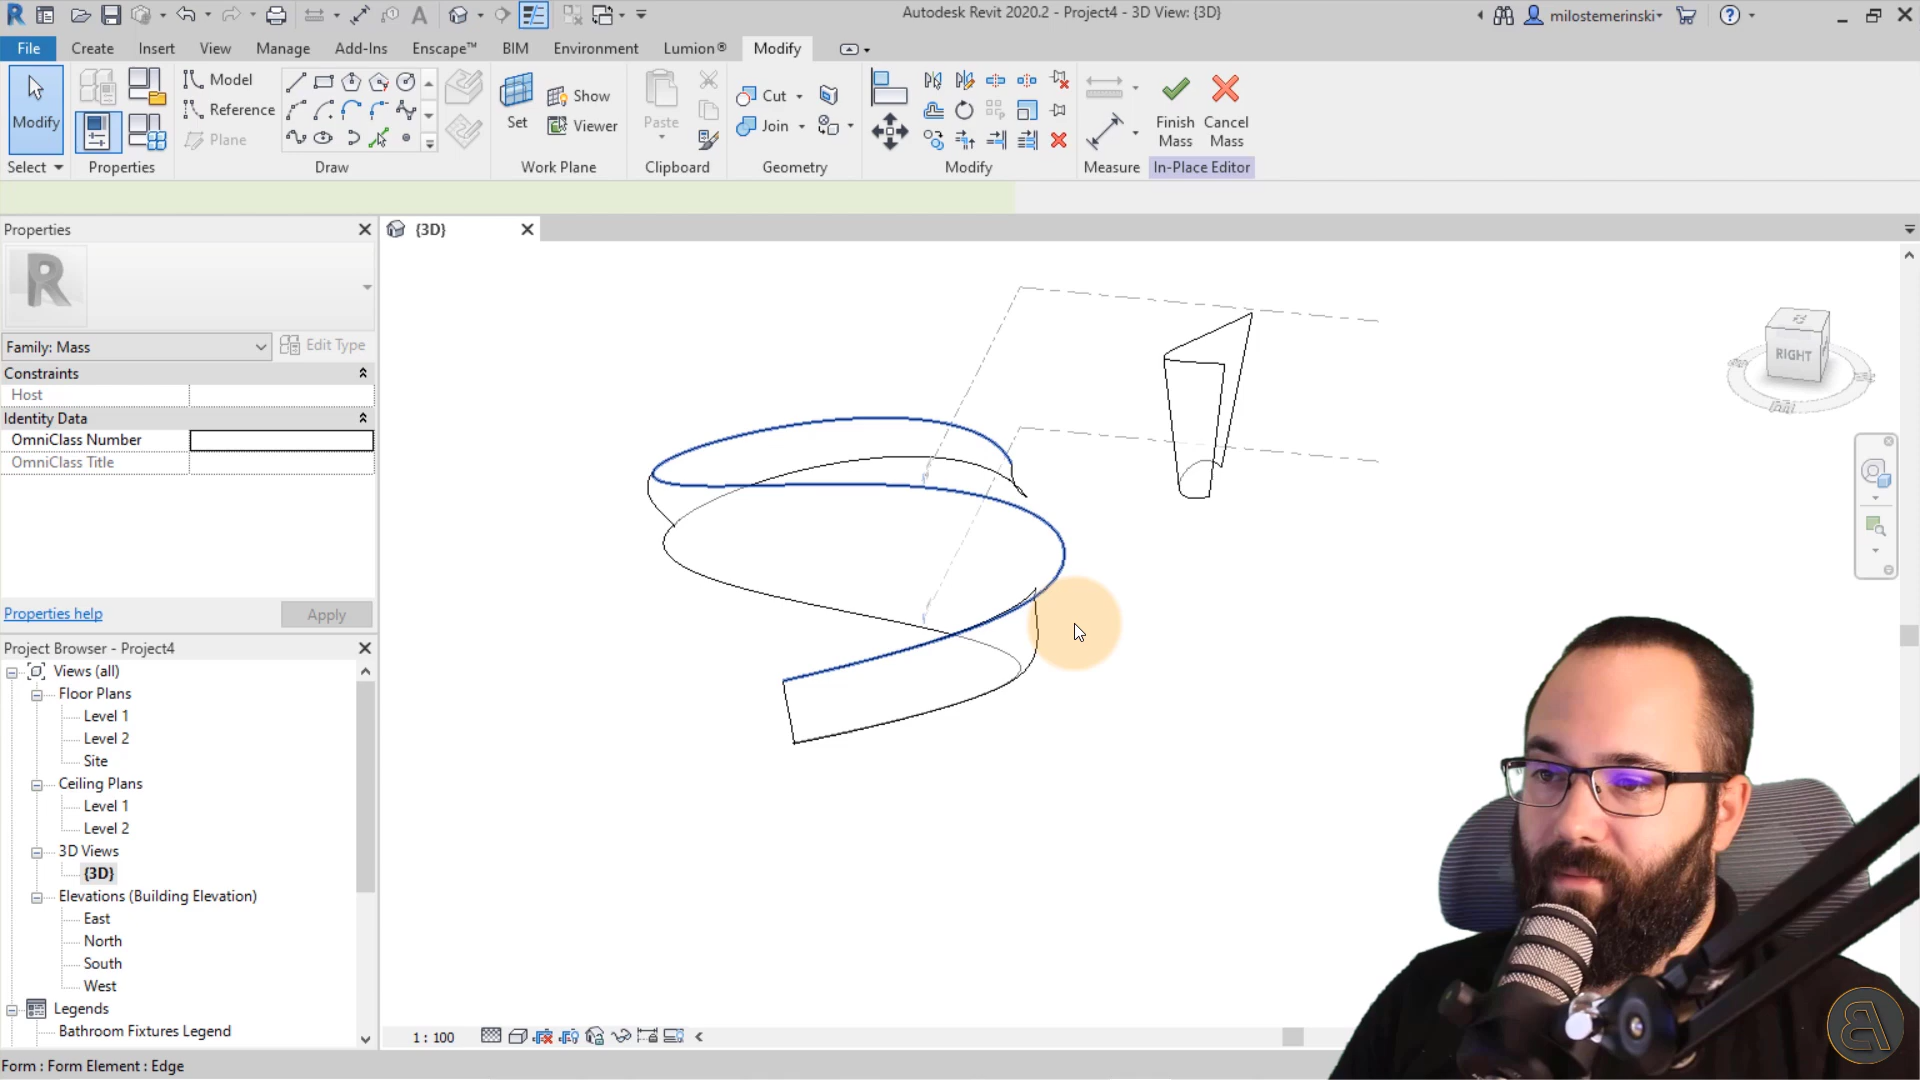 Autodesk Revit 2020.2 - Project4 - 3D View: {3D}
milostemerinski
File Create Insert View Manage Add-Ins Enscape™ BIM Environment Lumion® Modify
Modify
Select
Properties
Model
Reference
Plane
Draw
Set
Show
Viewer
Work Plane
Paste
Clipboard
Cut
Join
Geometry
Modify
Measure
Finish Mass
Cancel Mass
In-Place Editor
Properties
{3D}
R
Family: Mass
Edit Type
Constraints
Host
Identity Data
OmniClass Number
OmniClass Title
Properties help
Apply
Project Browser - Project4
Views (all)
Floor Plans
Level 1
Level 2
Site
Ceiling Plans
Level 1
Level 2
3D Views
{3D}
Elevations (Building Elevation)
East
North
South
West
Legends
Bathroom Fixtures Legend
RIGHT
1 : 100
Form : Form Element : Edge